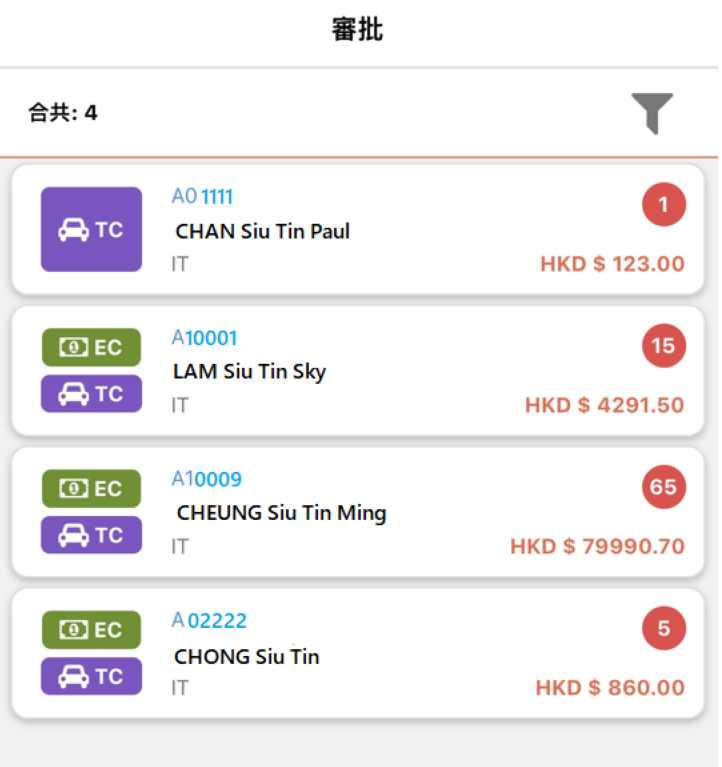 審批
合共: 4
TC
A01111
CHAN Siu Tin Paul
IT
1
HKD $ 123.00
EC
TC
A10001
LAM Siu Tin Sky
IT
15
HKD $ 4291.50
EC
TC
A10009
CHEUNG Siu Tin Ming
IT
65
HKD $ 79990.70
EC
TC
A 02222
CHONG Siu Tin
IT
5
HKD $ 860.00